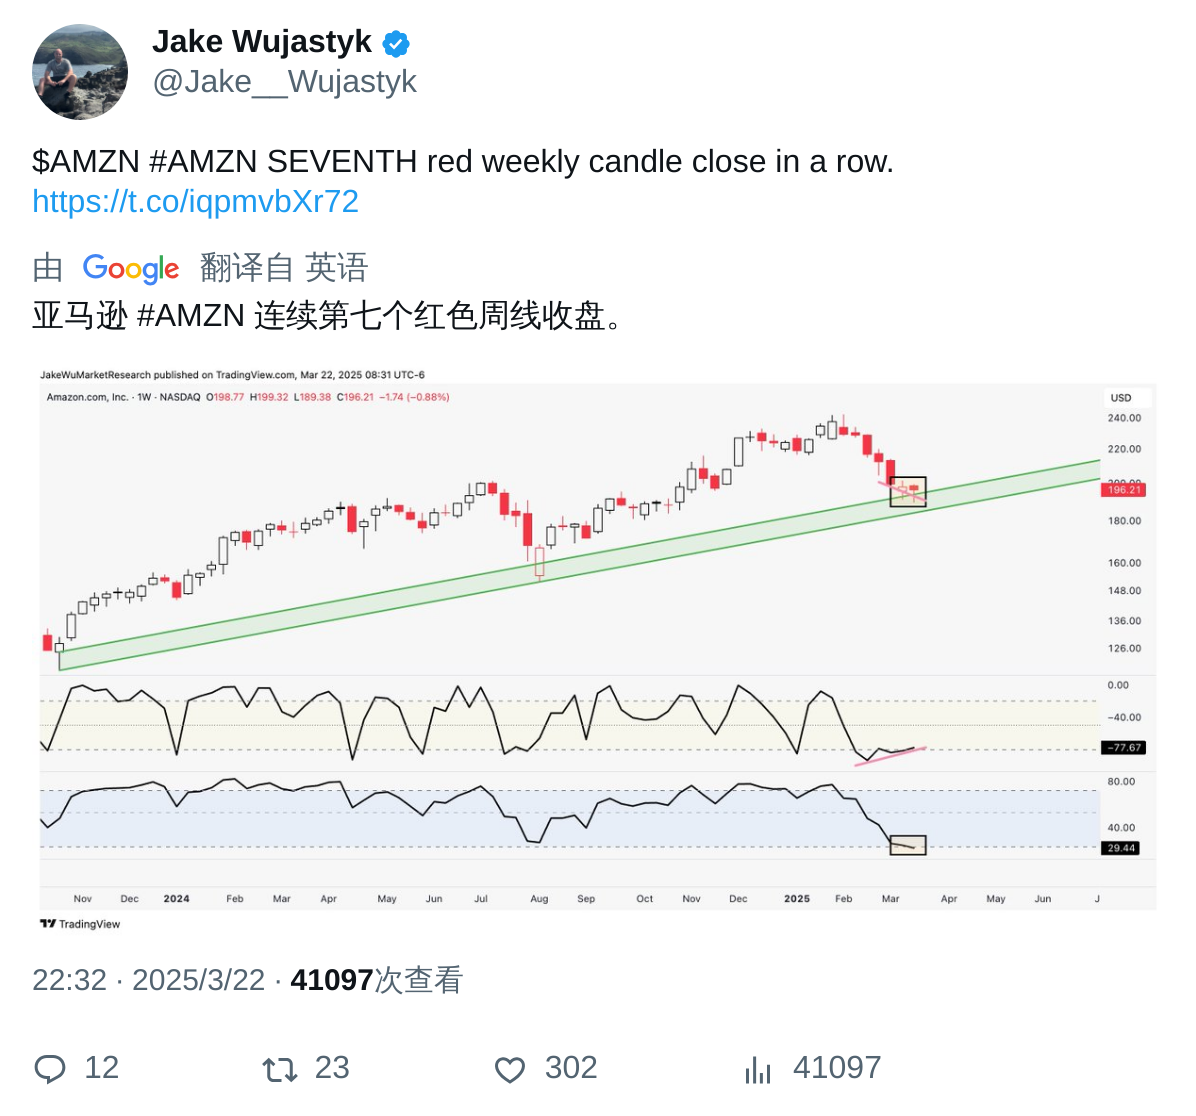 Jake Wujastyk
@Jake__Wujastyk
$AMZN #AMZN SEVENTH red weekly candle close in a row.
https://t.co/iqpmvbXr72
由 Google 翻译自 英语
亚马逊 #AMZN 连续第七个红色周线收盘。
JakeWuMarketResearch published on TradingView.com, Mar 22, 2025 08:31 UTC-6
Amazon.com, Inc. · 1W · NASDAQ O198.77 H199.32 L189.38 C196.21 −1.74 (−0.88%)
USD
240.00
220.00
196.21
180.00
160.00
148.00
136.00
126.00
0.00
−40.00
−77.67
80.00
40.00
29.44
Nov Dec 2024 Feb Mar Apr May Jun Jul Aug Sep Oct Nov Dec 2025 Feb Mar Apr May Jun J
TradingView
22:32 · 2025/3/22 · 41097次查看
12 23 302 41097